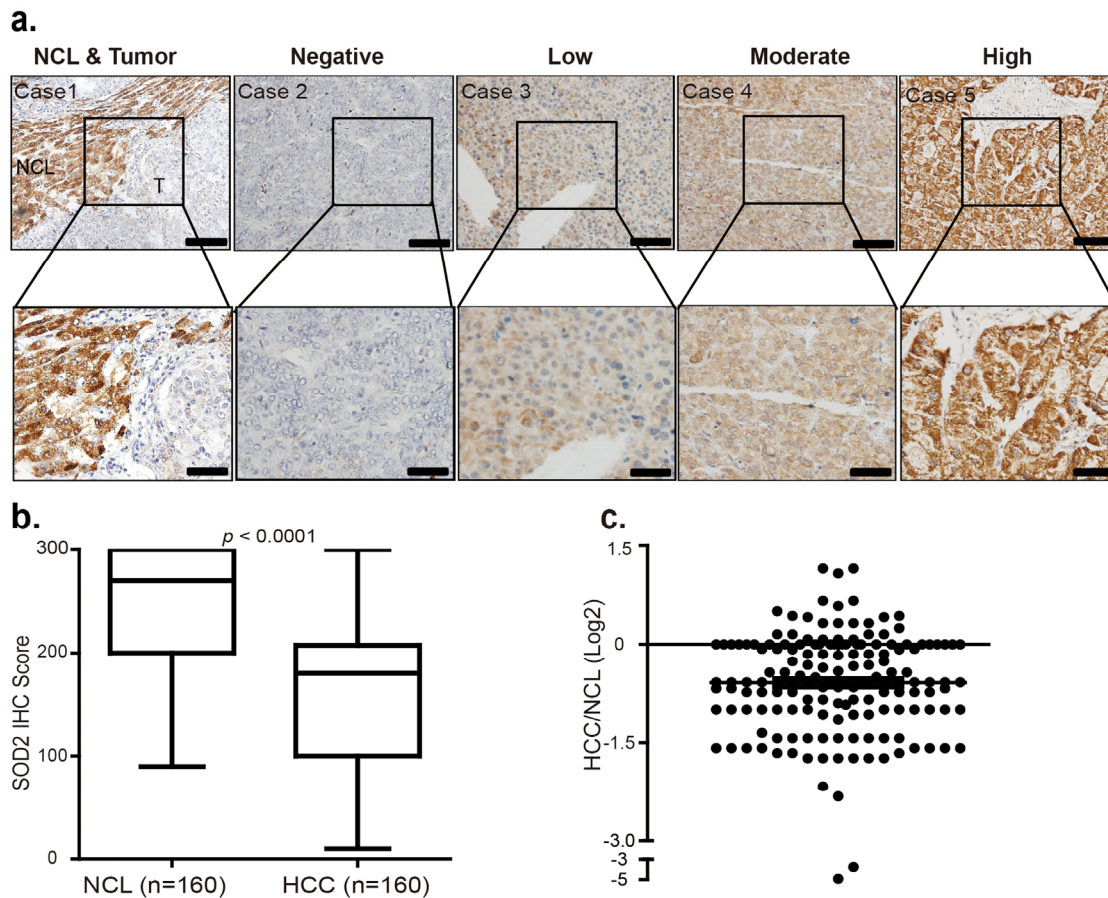 a.
NCL & Tumor Negative Low Moderate High
Case1 Case 2 Case 3 Case 4 Case 5
NCL
T
b.
p < 0.0001
300
200
100
0
SOD2 IHC Score
NCL (n=160) HCC (n=160)
c.
1.5
0
-1.5
-3.0
-3
-5
HCC/NCL (Log2)